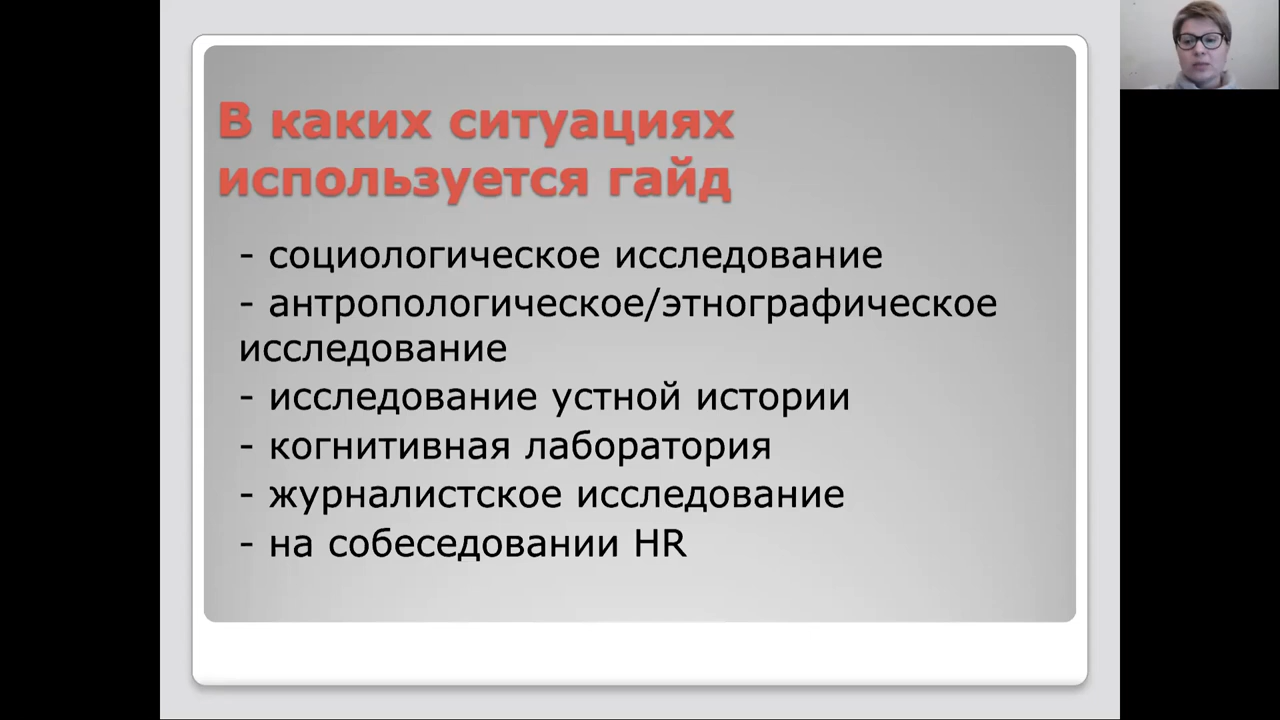 В каких ситуациях
используется гайд
- социологическое исследование
- антропологическое/этнографическое
исследование
- исследование устной истории
- когнитивная лаборатория
- журналистское исследование
- на собеседовании HR